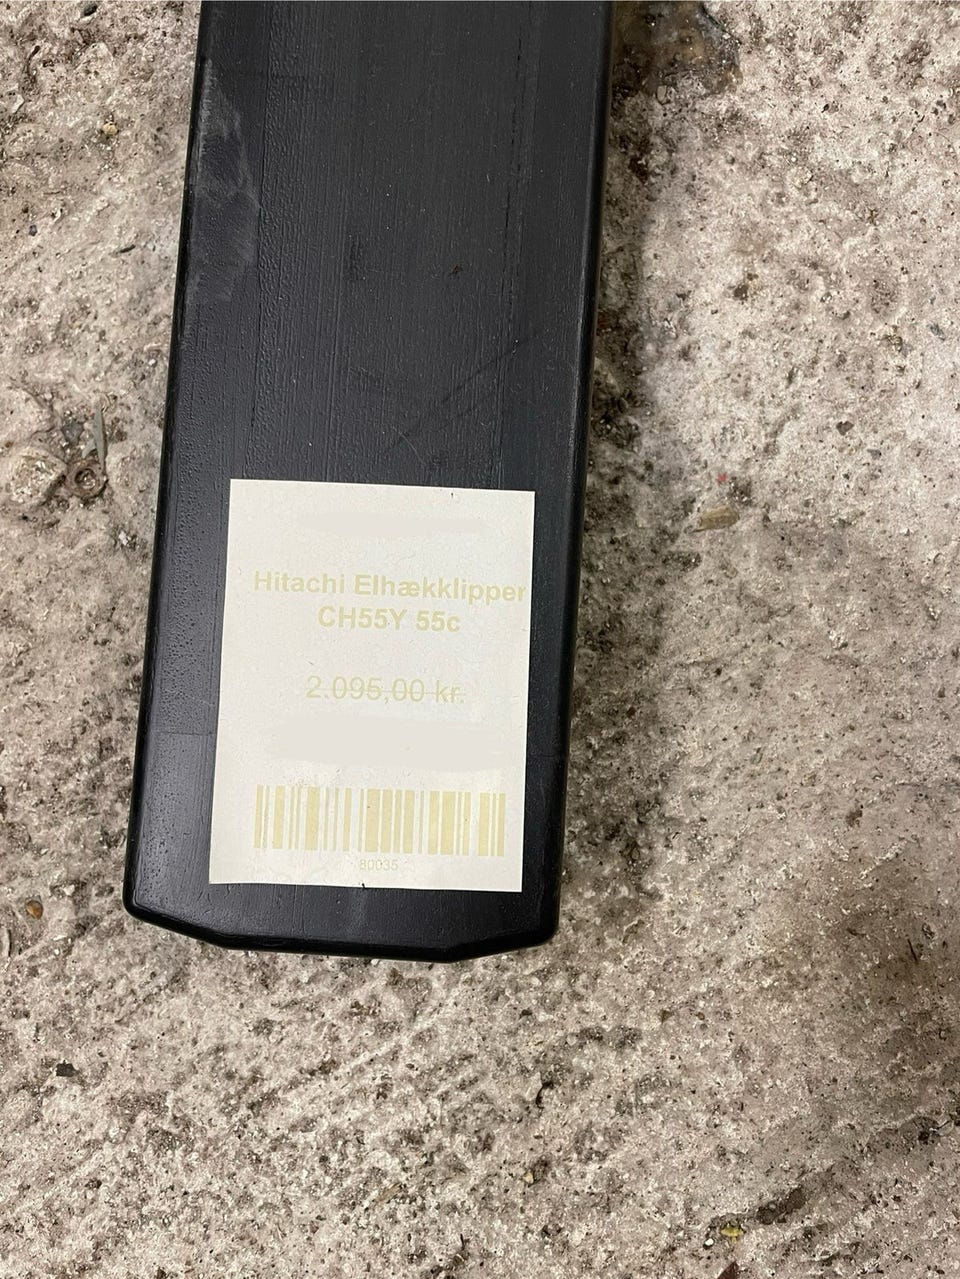 Hitachi Elhækklipper
CH55Y 55c
2.095,00 kr.
80035